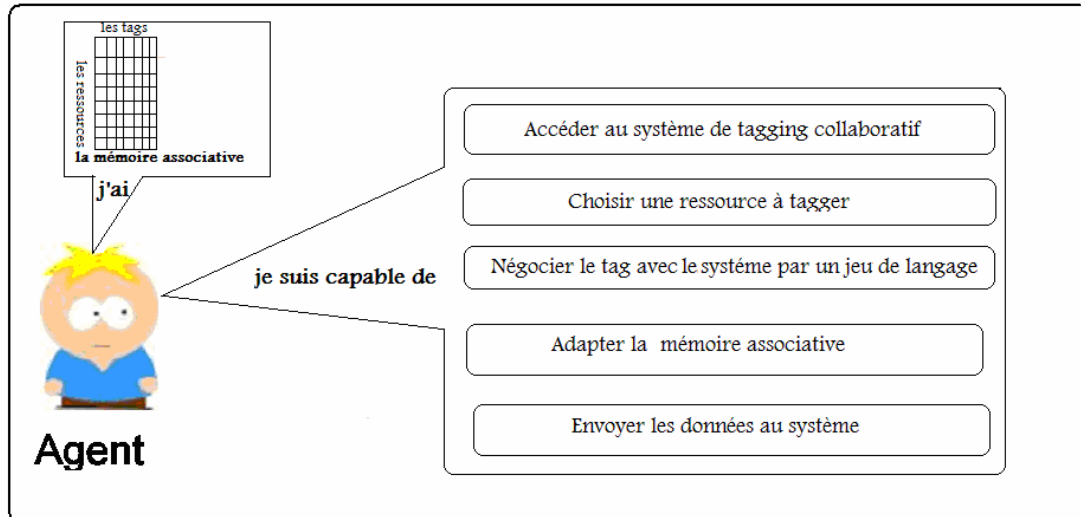 les tags
les ressources
la mémoire associative
j'ai
Agent
je suis capable de
Accéder au système de tagging collaboratif
Choisir une ressource à tagger
Négocier le tag avec le systéme par un jeu de langage
Adapter la mémoire associative
Envoyer les données au système